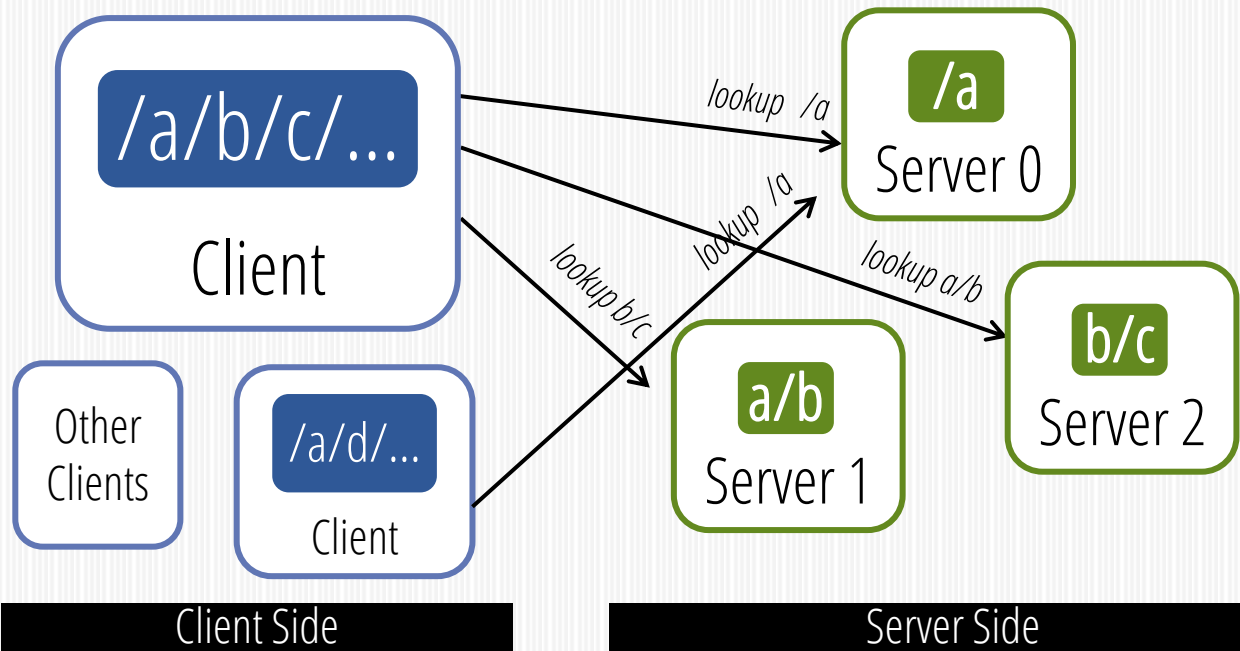 /a/b/c/...
Client
Other
Clients
/a/d/...
Client
Client Side
lookup /a
lookup /a
lookup b/c
lookup a/b
/a
Server 0
a/b
Server 1
b/c
Server 2
Server Side